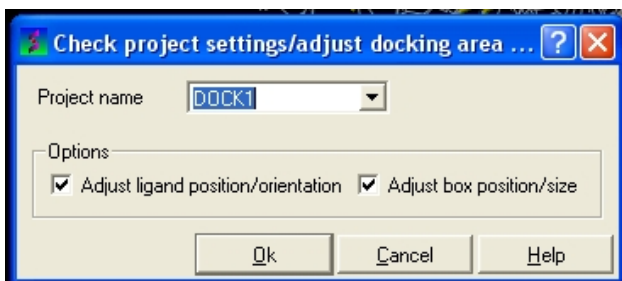 Check project settings/adjust docking area ...
Project name DOCK1
Options
Adjust ligand position/orientation Adjust box position/size
Ok Cancel Help